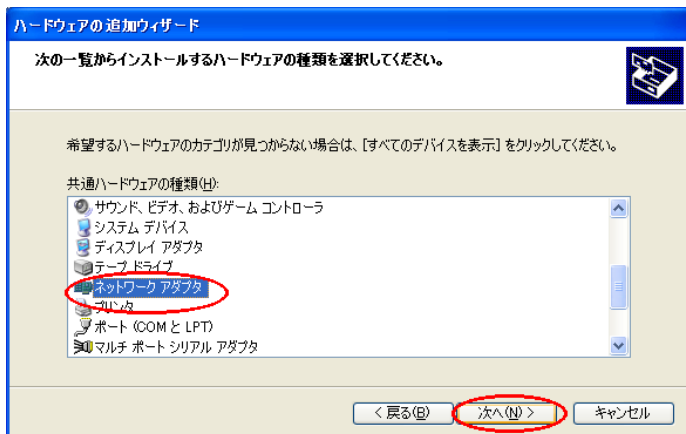 ハードウェアの追加ウィザード
次の一覧からインストールするハードウェアの種類を選択してください。
希望するハードウェアのカテゴリが見つからない場合は、[すべてのデバイスを表示] をクリックしてください。
共通ハードウェアの種類(H):
サウンド、ビデオ、およびゲーム コントローラ
システム デバイス
ディスプレイ アダプタ
テープ ドライブ
ネットワーク アダプタ
プリンタ
ポート (COM と LPT)
マルチ ポート シリアル アダプタ
< 戻る(B) 次へ(N) > キャンセル